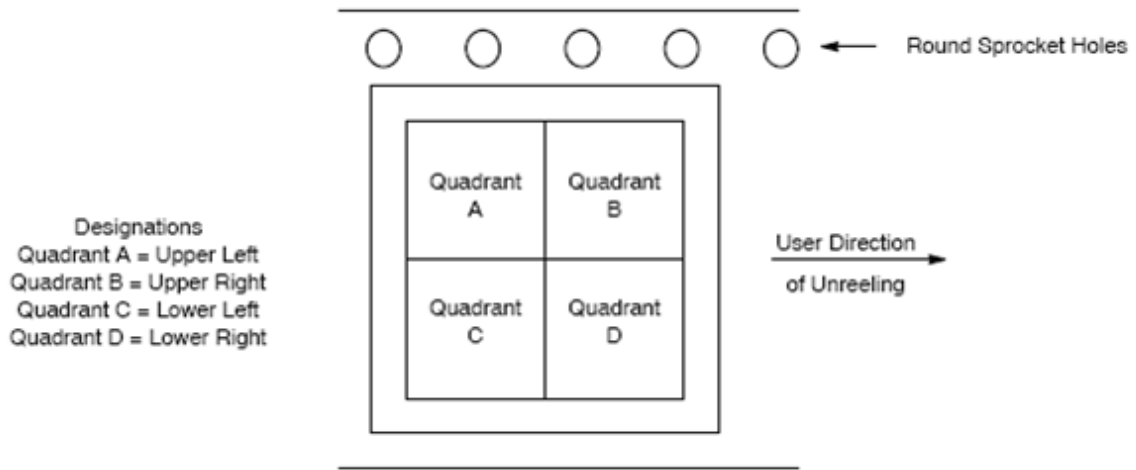 Round Sprocket Holes
Quadrant
A
Quadrant
B
Designations
Quadrant A = Upper Left
Quadrant B = Upper Right
Quadrant C = Lower Left
Quadrant D = Lower Right
User Direction
of Unreeling
Quadrant
C
Quadrant
D